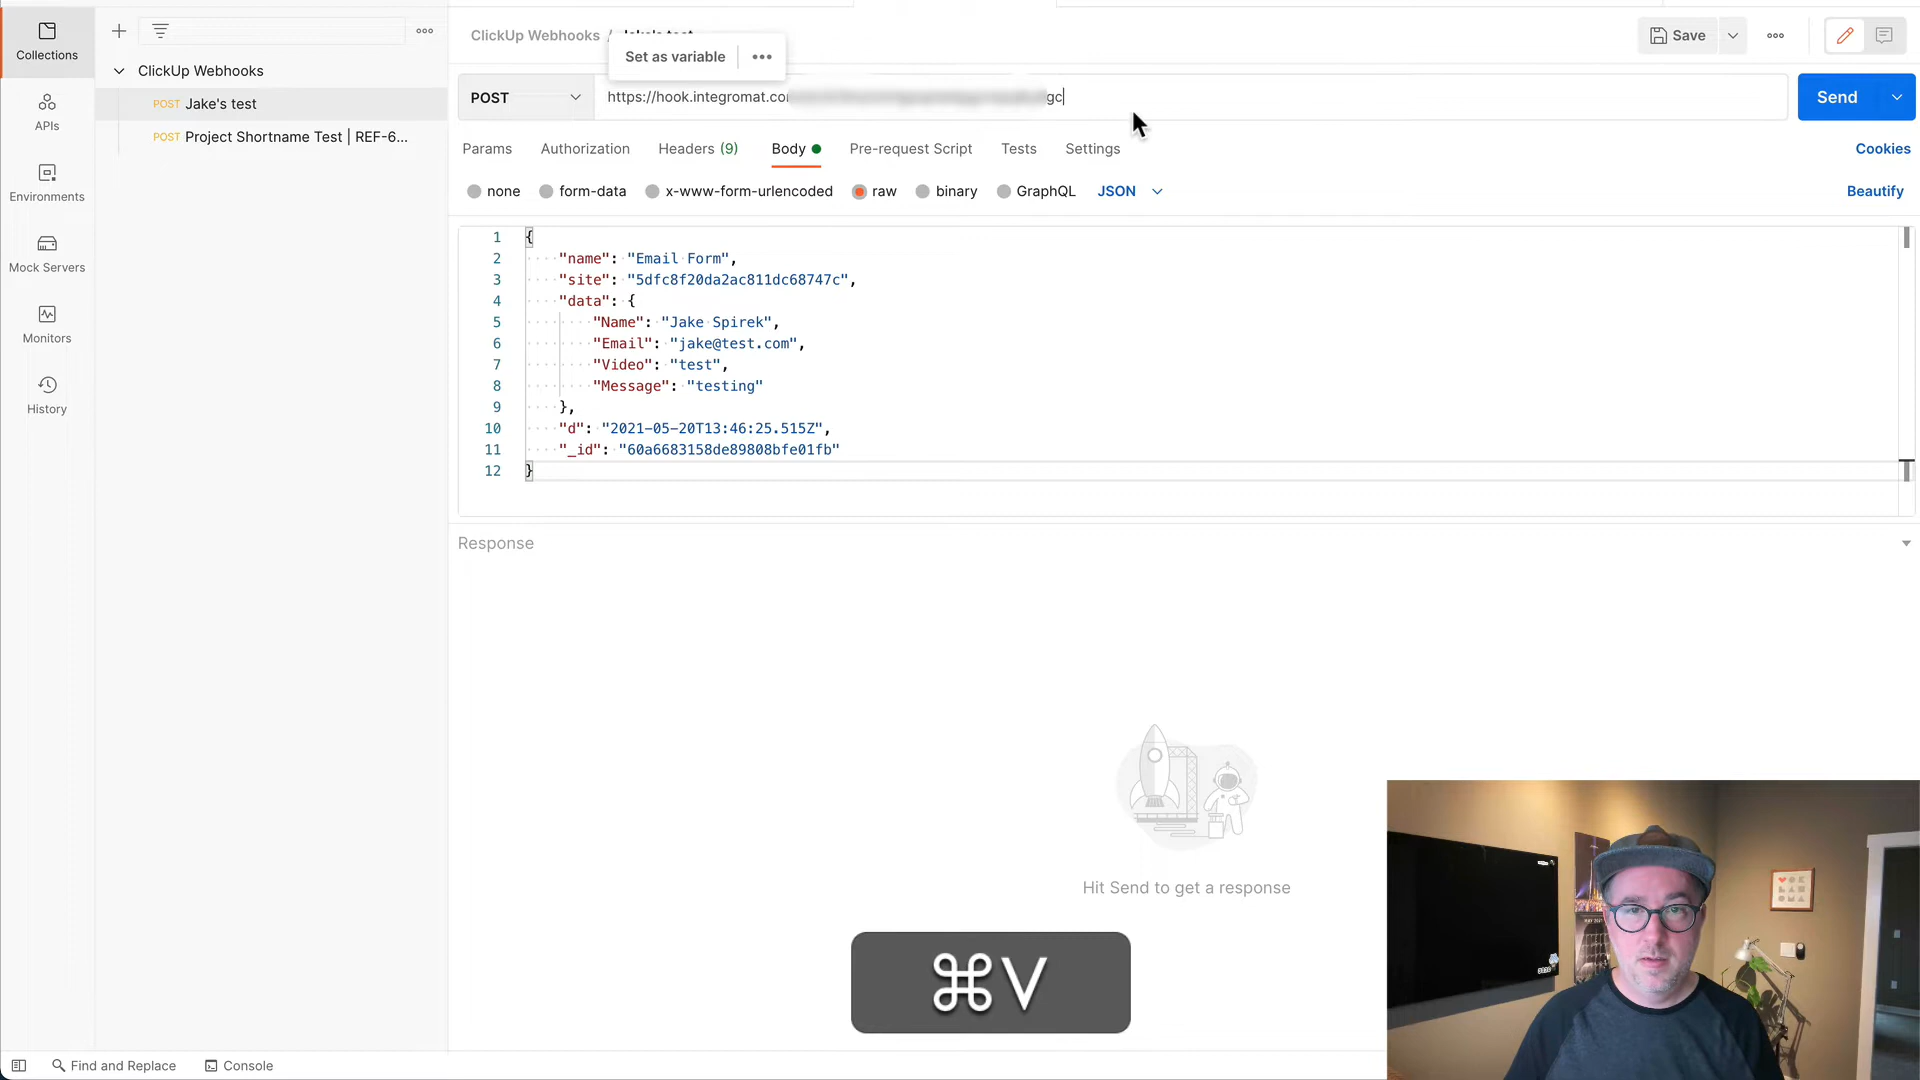 Collections
ClickUp Webhooks /
Set as variable
Save
ClickUp Webhooks
POST
https://hook.integromat.co
gc
Send
POST Jake's test
APIs
POST Project Shortname Test | REF-6...
Params
Authorization
Headers (9)
Body
Pre-request Script
Tests
Settings
Cookies
none
form-data
x-www-form-urlencoded
raw
binary
GraphQL
JSON
Beautify
Environments
Mock Servers
Monitors
History
1 {
2 "name": "Email Form",
3 "site": "5dfc8f20da2ac811dc68747c",
4 "data": {
5 "Name": "Jake Spirek",
6 "Email": "jake@test.com",
7 "Video": "test",
8 "Message": "testing"
9 },
10 "d": "2021-05-20T13:46:25.515Z",
11 "_id": "60a6683158de89808bfe01fb"
12 }
Response
Hit Send to get a response
⌘V
Find and Replace
Console